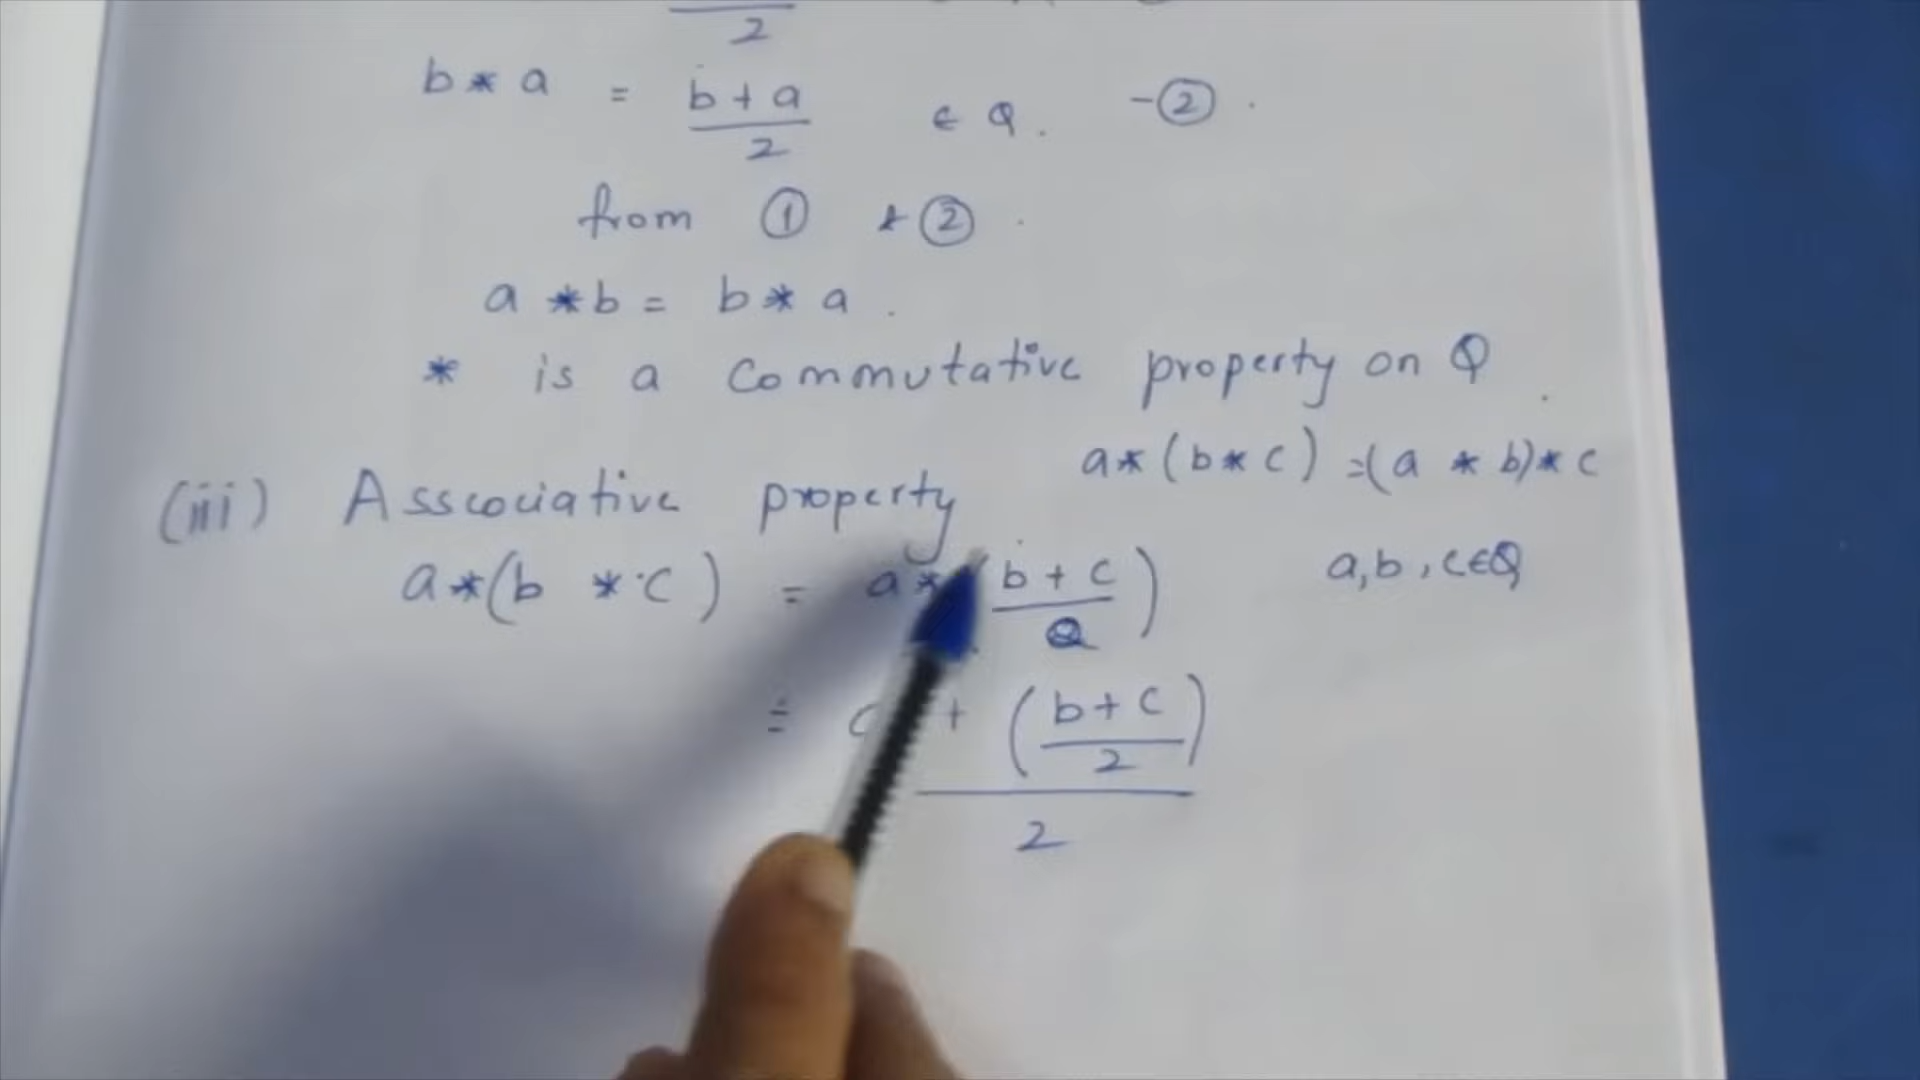 2
b * a = b + a / 2 ∈ Q. - ②.
from ① & ②.
a * b = b * a.
* is a Commutative property on Q.
a * (b * c) = (a * b) * c
(iii) Asscociative property
a * (b * c) = a * (b + c / Q) a, b, c ∈ Q
= + (b + c / 2)
2